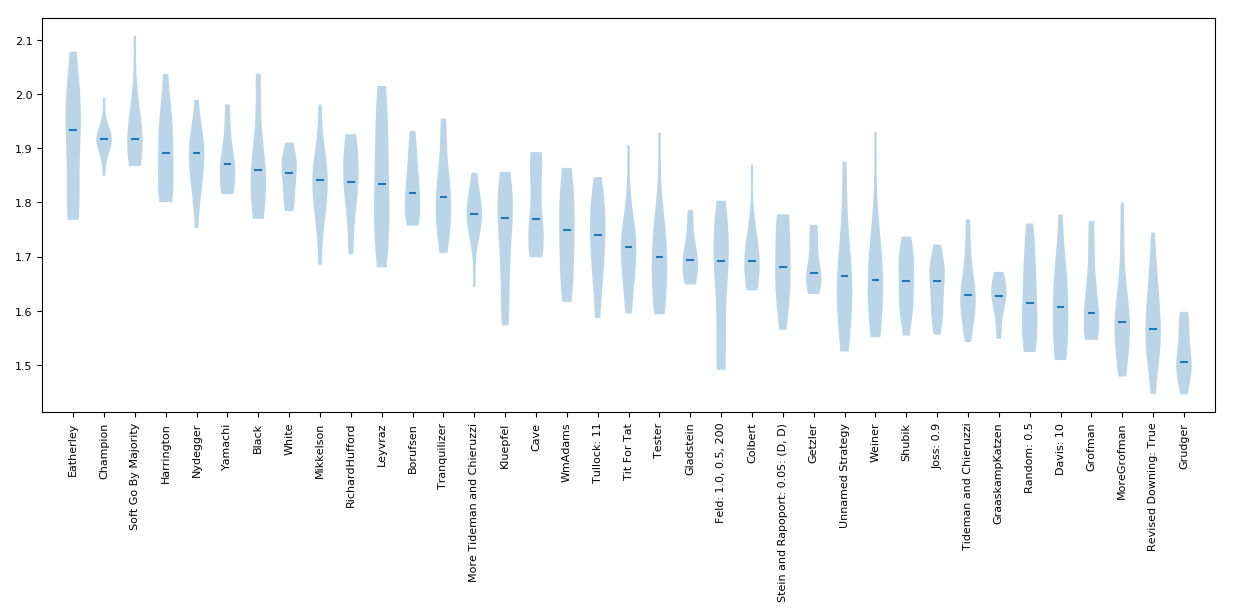 2.1
2.0
1.9
1.8
1.7
1.6
1.5
Eatherley
Champion
Soft Go By Majority
Harrington
Nydegger
Yamachi
Black
White
Mikkelson
RichardHufford
Leyvraz
Borufsen
Tranquilizer
More Tideman and Chieruzzi
Kluepfel
Cave
WmAdams
Tullock: 11
Tit For Tat
Tester
Gladstein
Feld: 1.0, 0.5, 200
Colbert
Stein and Rapoport: 0.05: (D, D)
Getzler
Unnamed Strategy
Weiner
Shubik
Joss: 0.9
Tideman and Chieruzzi
GraaskampKatzen
Random: 0.5
Davis: 10
Grofman
MoreGrofman
Revised Downing: True
Grudger